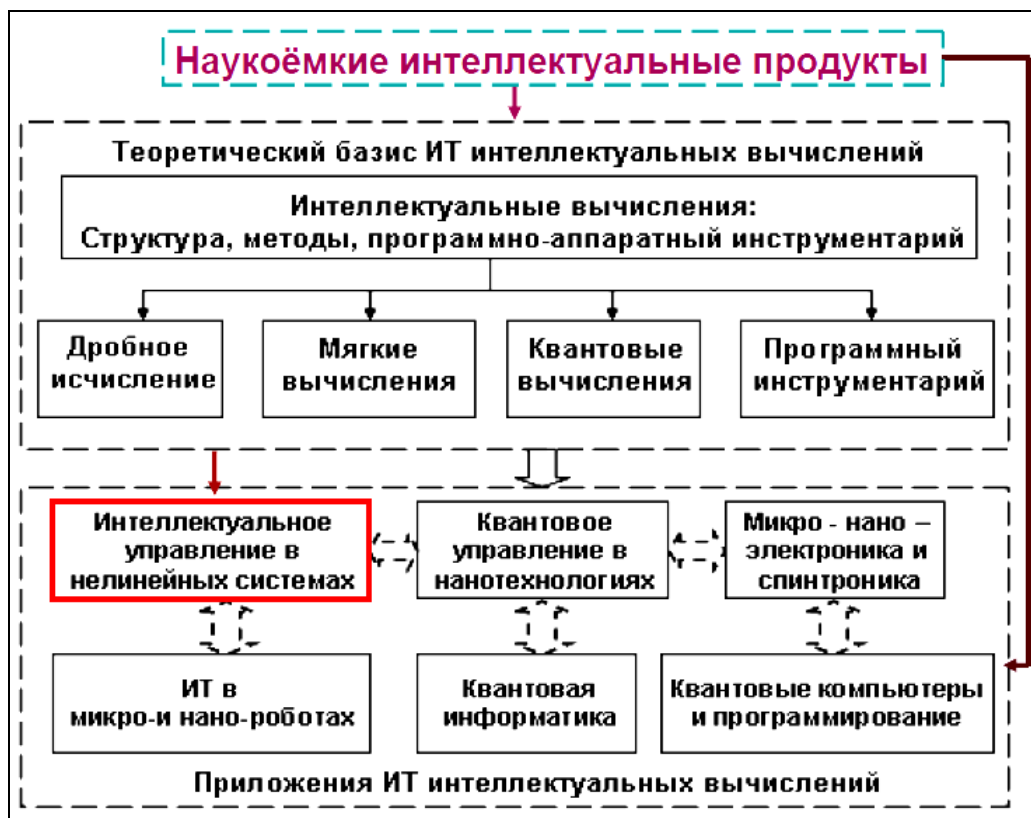 Наукоёмкие интеллектуальные продукты
Теоретический базис ИТ интеллектуальных вычислений
Интеллектуальные вычисления:
Структура, методы, программно-аппаратный инструментарий
Дробное
исчисление
Мягкие
вычисления
Квантовые
вычисления
Программный
инструментарий
Интеллектуальное
управление в
нелинейных системах
Квантовое
управление в
нанотехнологиях
Микро - нано –
электроника и
спинтроника
ИТ в
микро-и нано-роботах
Квантовая
информатика
Квантовые компьютеры
и программирование
Приложения ИТ интеллектуальных вычислений